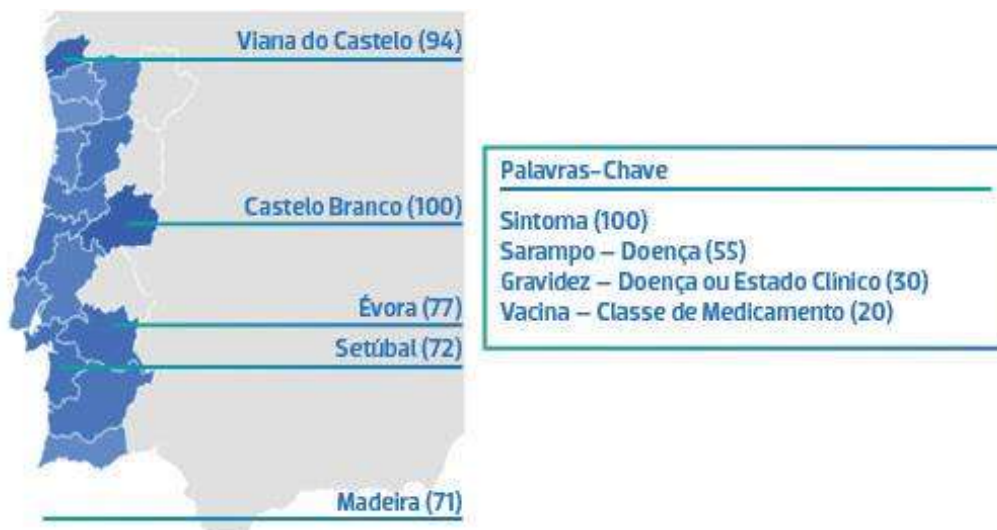 Viana do Castelo (94)
Castelo Branco (100)
Évora (77)
Setúbal (72)
Madeira (71)
Palavras-Chave
Sintoma (100)
Sarampo – Doença (55)
Gravidez – Doença ou Estado Clínico (30)
Vacina – Classe de Medicamento (20)